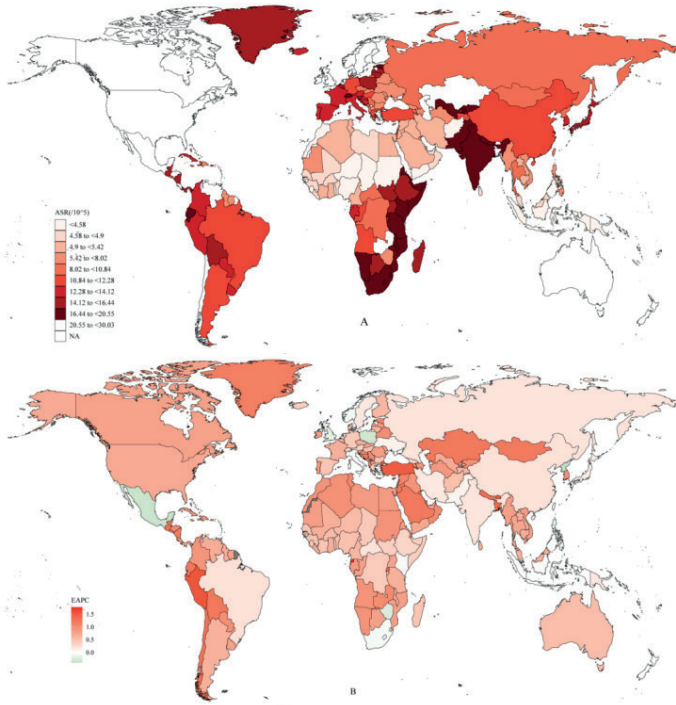 ASR(/10^5)
<4.58
4.58 to <4.9
4.9 to <5.42
5.42 to <8.02
8.02 to <10.84
10.84 to <12.28
12.28 to <14.12
14.12 to <16.44
16.44 to <20.55
20.55 to <30.03
NA
A
EAPC
1.5
1.0
0.5
0.0
B